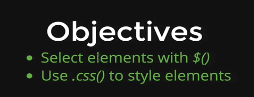 Objectives
• Select elements with $()
• Use .css() to style elements